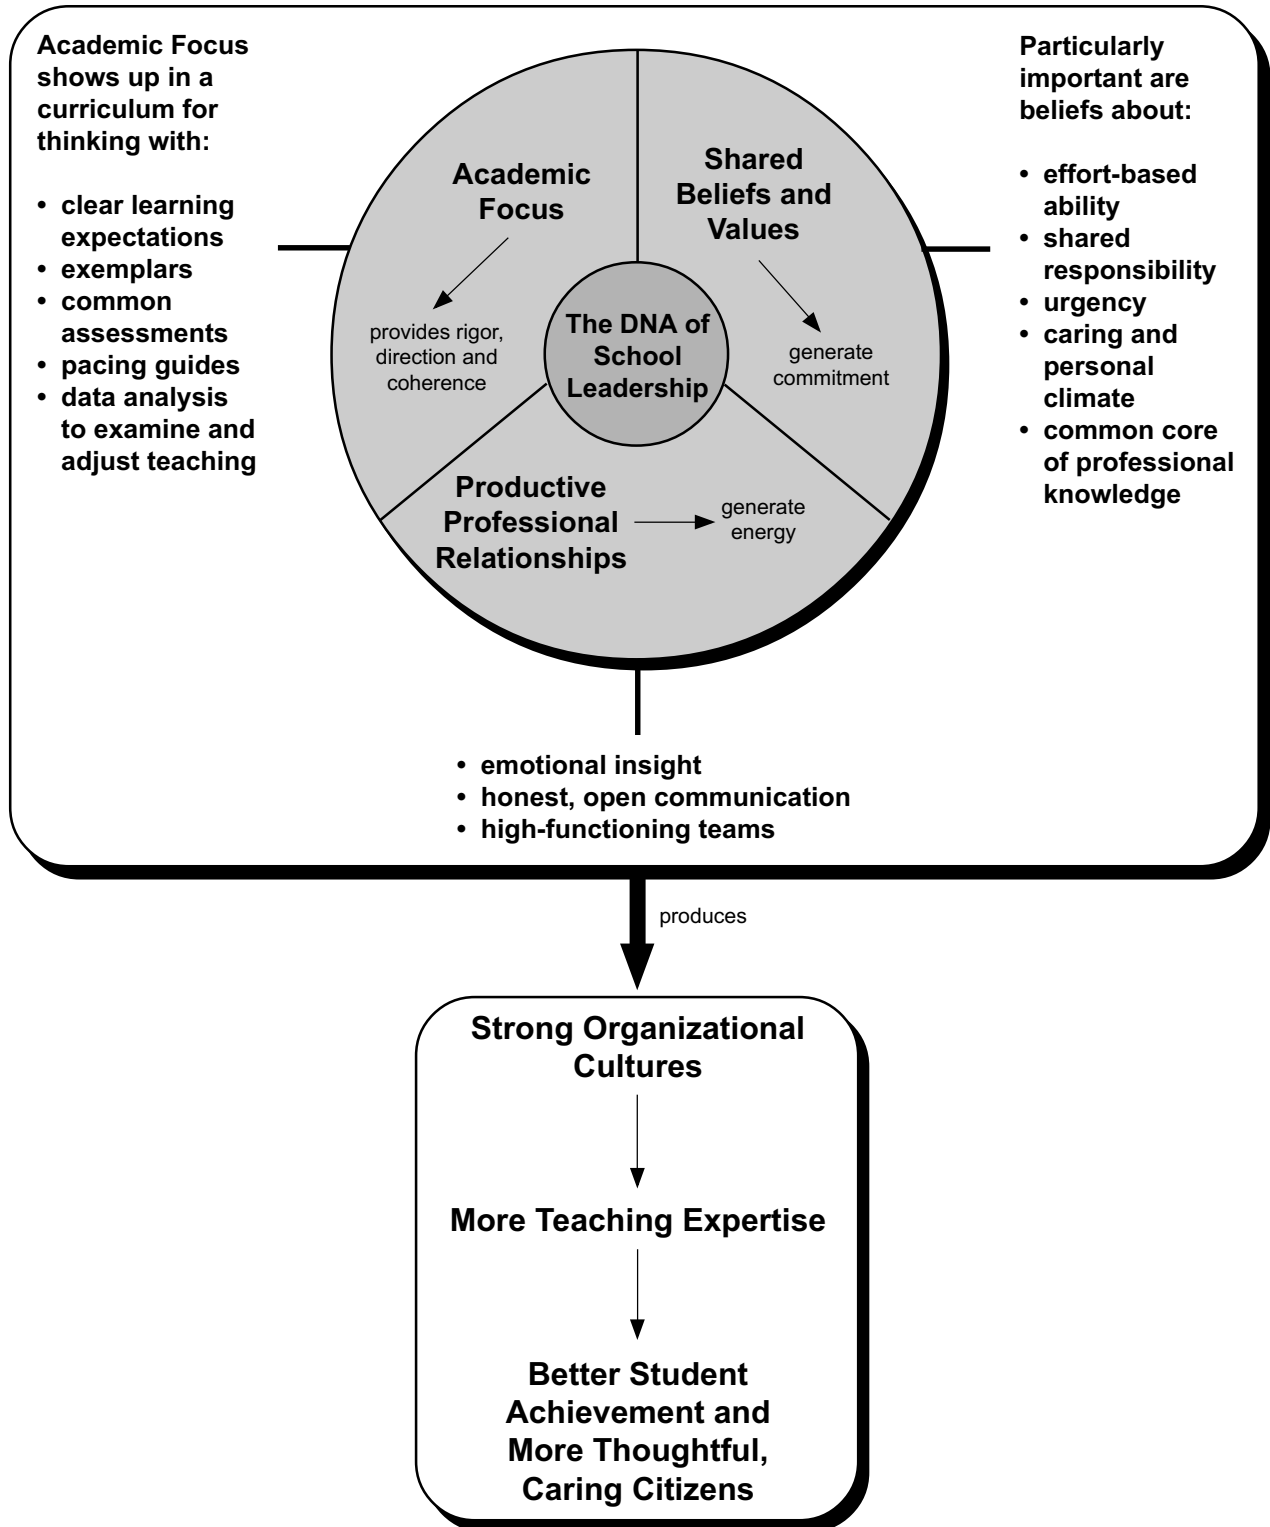 Academic Focus
shows up in a
curriculum for
thinking with:
• clear learning
expectations
• exemplars
• common
assessments
• pacing guides
• data analysis
to examine and
adjust teaching
Academic
Focus
provides rigor,
direction and
coherence
Shared
Beliefs and
Values
generate
commitment
The DNA of
School
Leadership
Productive
Professional
Relationships
generate
energy
Particularly
important are
beliefs about:
• effort-based
ability
• shared
responsibility
• urgency
• caring and
personal
climate
• common core
of professional
knowledge
• emotional insight
• honest, open communication
• high-functioning teams
produces
Strong Organizational
Cultures
More Teaching Expertise
Better Student
Achievement and
More Thoughtful,
Caring Citizens